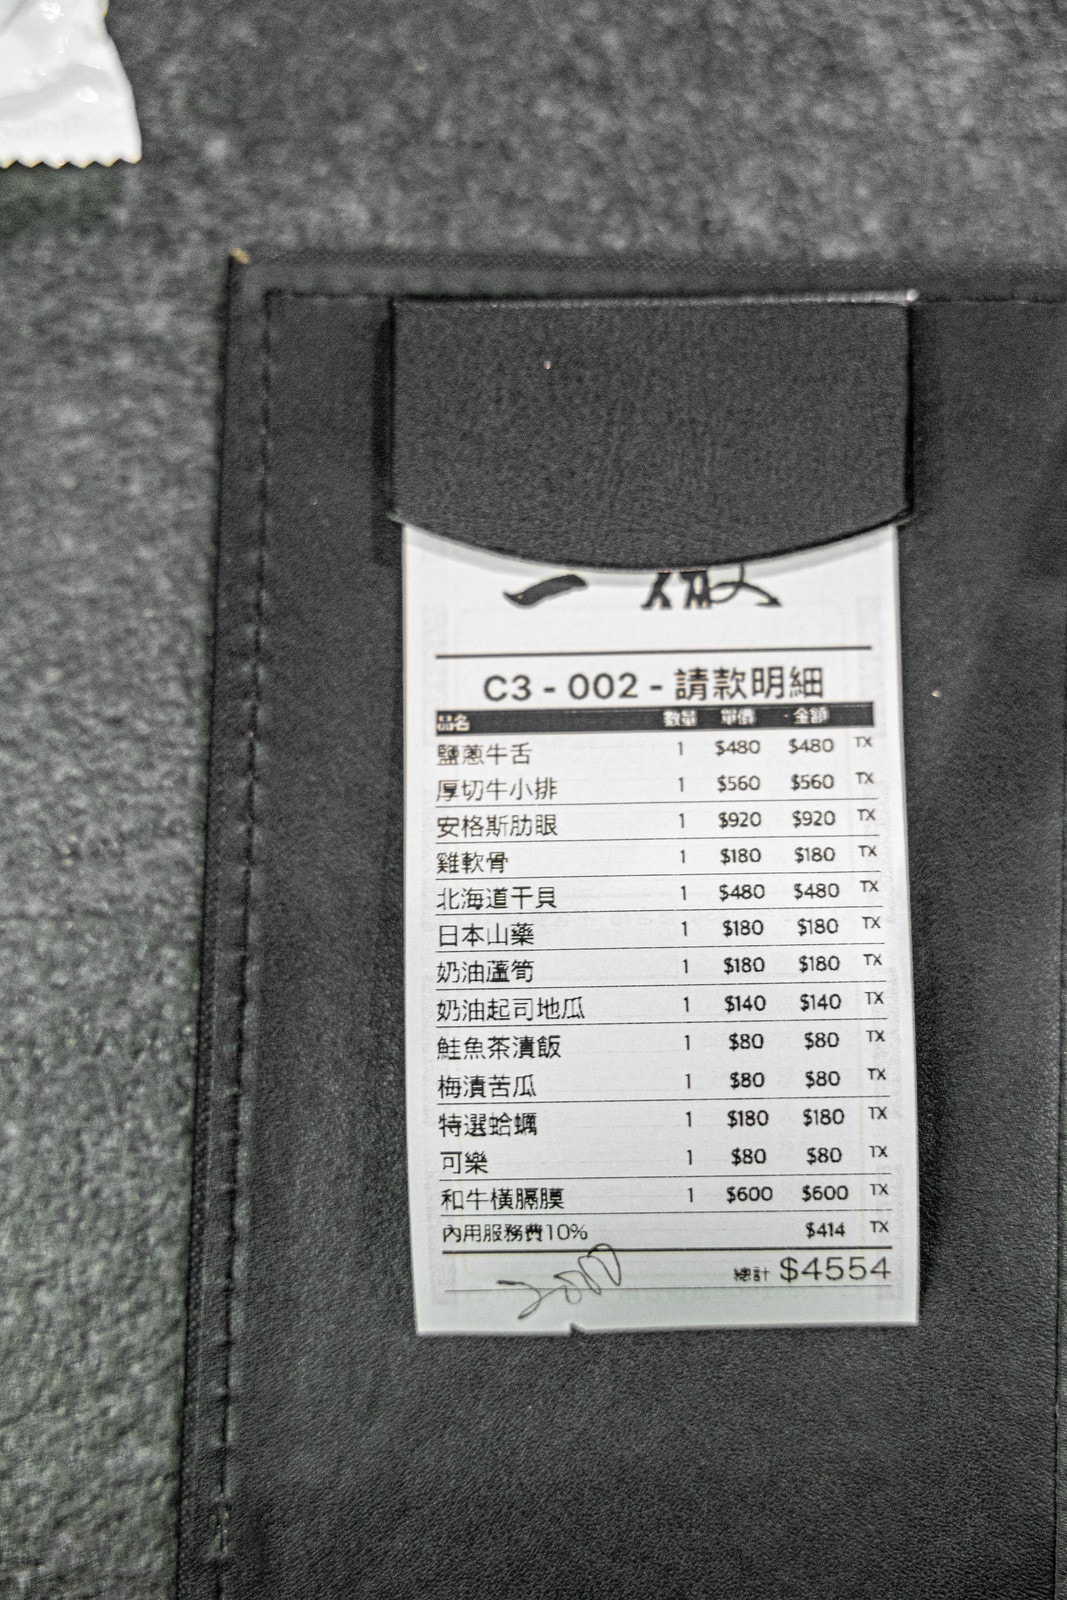 C3 - 002 - 請款明細
品名 數量 單價 金額
鹽蔥牛舌 1 $480 $480 TX
厚切牛小排 1 $560 $560 TX
安格斯肋眼 1 $920 $920 TX
雞軟骨 1 $180 $180 TX
北海道干貝 1 $480 $480 TX
日本山藥 1 $180 $180 TX
奶油蘆筍 1 $180 $180 TX
奶油起司地瓜 1 $140 $140 TX
鮭魚茶漬飯 1 $80 $80 TX
梅漬苦瓜 1 $80 $80 TX
特選蛤蠣 1 $180 $180 TX
可樂 1 $80 $80 TX
和牛橫膈膜 1 $600 $600 TX
內用服務費10% $414 TX
總計 $4554